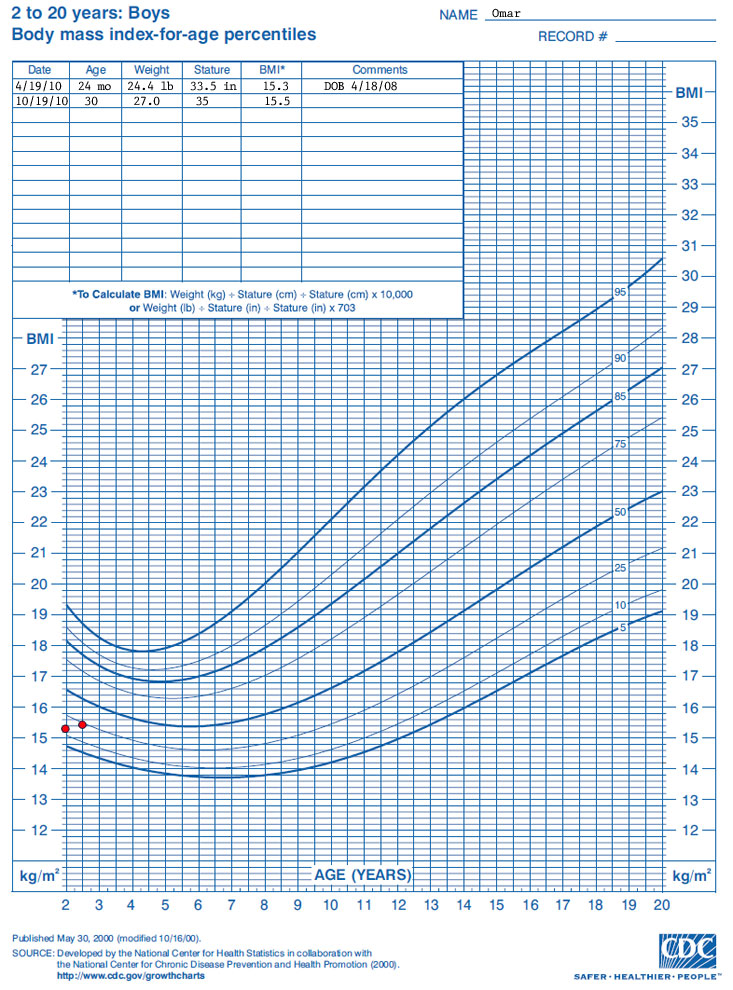 2 to 20 years: Boys
Body mass index-for-age percentiles
NAME Omar
RECORD #
Date Age Weight Stature BMI* Comments
4/19/10 24 mo 24.4 lb 33.5 in 15.3 DOB 4/18/08
10/19/10 30 27.0 35 15.5
*To Calculate BMI: Weight (kg) ÷ Stature (cm) ÷ Stature (cm) x 10,000
or Weight (lb) ÷ Stature (in) ÷ Stature (in) x 703
BMI
35
34
33
32
31
30
95
29
BMI 28
90
27 27
85
26 26
25 25
75
24 24
23 23
50
22 22
21 21
25
20 20
10
19 19
5
18 18
17 17
16 16
15 15
14 14
13 13
12 12
kg/m² AGE (YEARS) kg/m²
2 3 4 5 6 7 8 9 10 11 12 13 14 15 16 17 18 19 20
Published May 30, 2000 (modified 10/16/00).
SOURCE: Developed by the National Center for Health Statistics in collaboration with
the National Center for Chronic Disease Prevention and Health Promotion (2000).
http://www.cdc.gov/growthcharts
CDC
SAFER • HEALTHIER • PEOPLE™